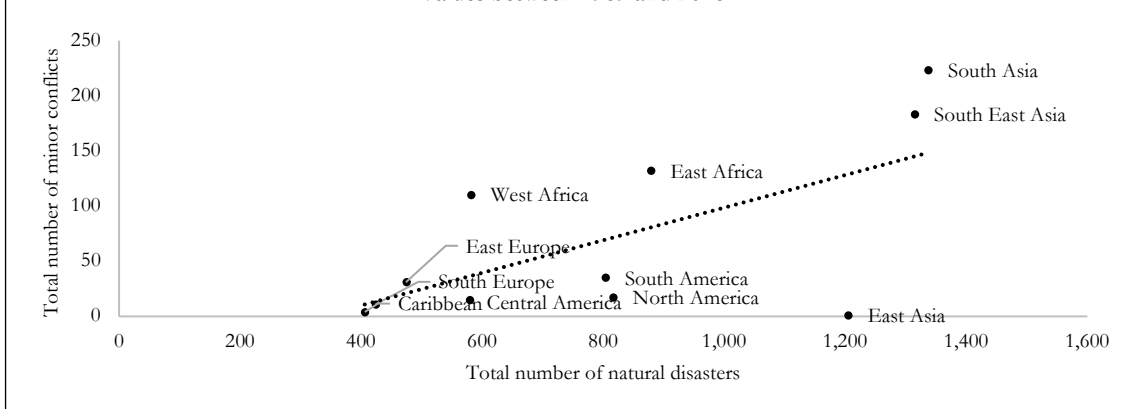 250
200
150
100
50
0
Total number of minor conflicts
South Asia
South East Asia
East Africa
West Africa
East Europe
South Europe
South America
North America
Caribbean
Central America
East Asia
0 200 400 600 800 1,000 1,200 1,400 1,600
Total number of natural disasters